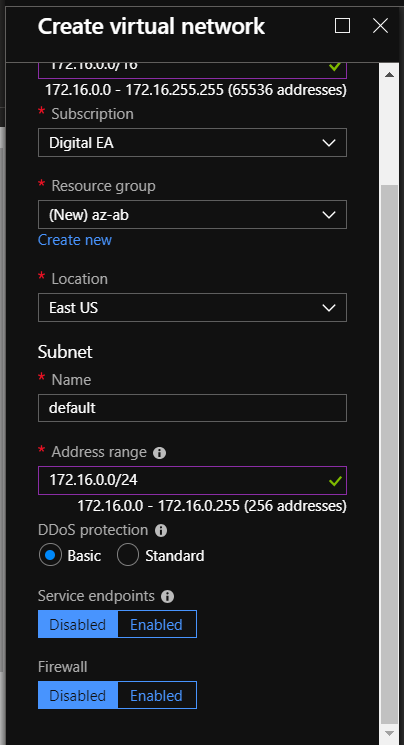 Create virtual network
172.16.0.0/16
172.16.0.0 - 172.16.255.255 (65536 addresses)
* Subscription
Digital EA
* Resource group
(New) az-ab
Create new
* Location
East US
Subnet
* Name
default
* Address range
172.16.0.0/24
172.16.0.0 - 172.16.0.255 (256 addresses)
DDoS protection
Basic Standard
Service endpoints
Disabled Enabled
Firewall
Disabled Enabled